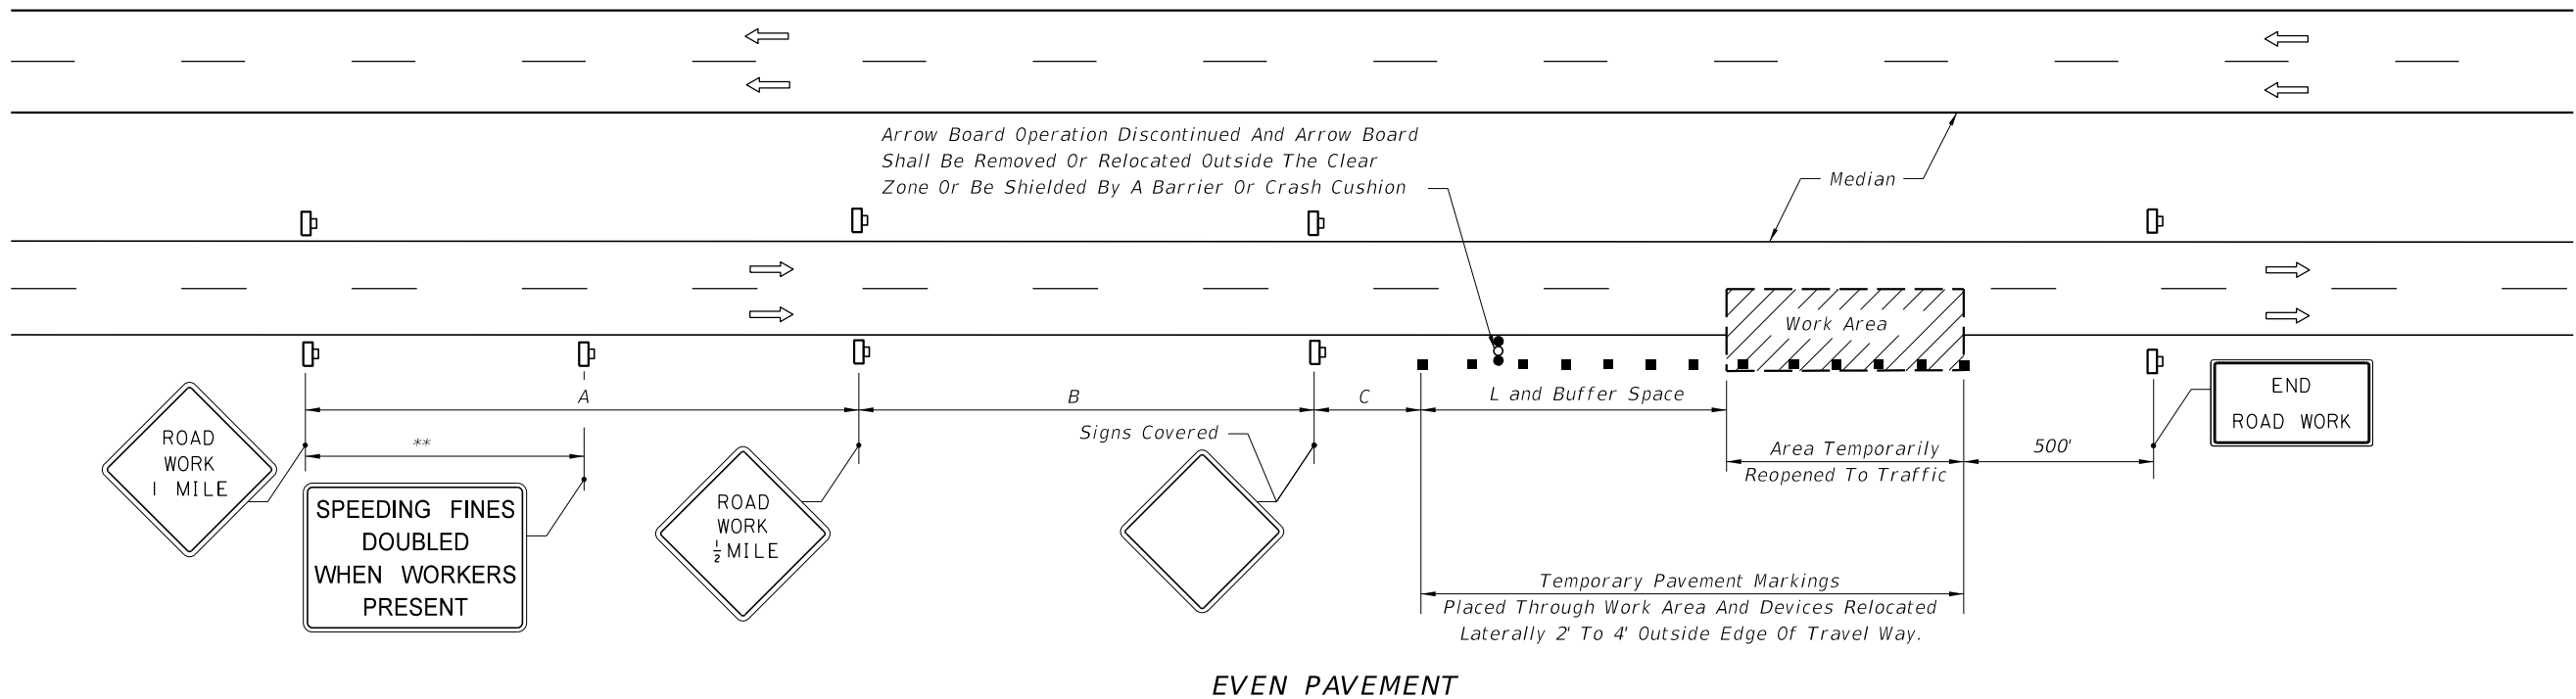 Arrow Board Operation Discontinued And Arrow Board
Shall Be Removed Or Relocated Outside The Clear
Zone Or Be Shielded By A Barrier Or Crash Cushion
Median
Work Area
A
B
C
L and Buffer Space
**
Signs Covered
Area Temporarily
Reopened To Traffic
500'
END
ROAD WORK
ROAD
WORK
1 MILE
SPEEDING FINES
DOUBLED
WHEN WORKERS
PRESENT
ROAD
WORK
½ MILE
Temporary Pavement Markings
Placed Through Work Area And Devices Relocated
Laterally 2' To 4' Outside Edge Of Travel Way.
EVEN PAVEMENT